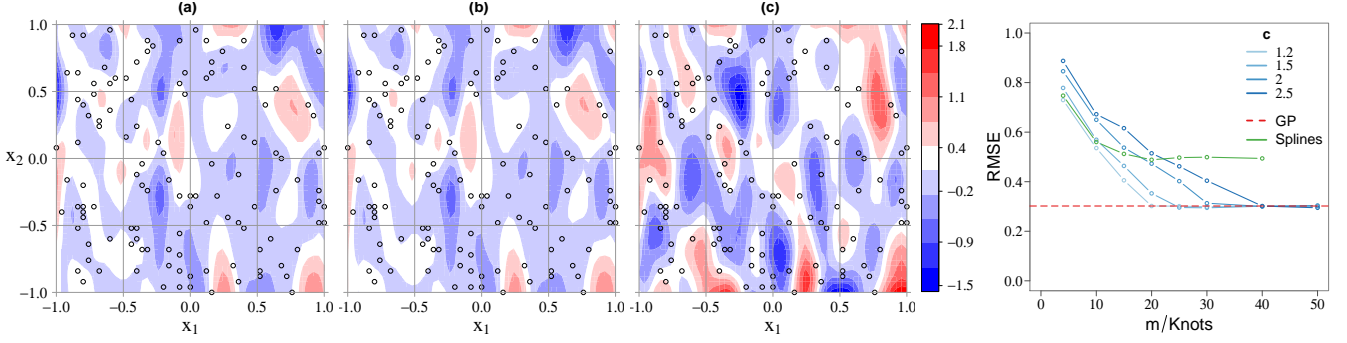 (a)
(b)
(c)
1.0
0.5
x2 0.0
−0.5
−1.0
-1.0 -0.5 0.0 0.5 1.0
x1
-1.0 -0.5 0.0 0.5 1.0
x1
-1.0 -0.5 0.0 0.5 1.0
x1
2.1
1.8
1.1
0.4
−0.2
−0.9
−1.5
RMSE
1.0
0.8
0.6
0.4
0.2
0.0
0 10 20 30 40 50
m/Knots
c
1.2
1.5
2
2.5
GP
Splines